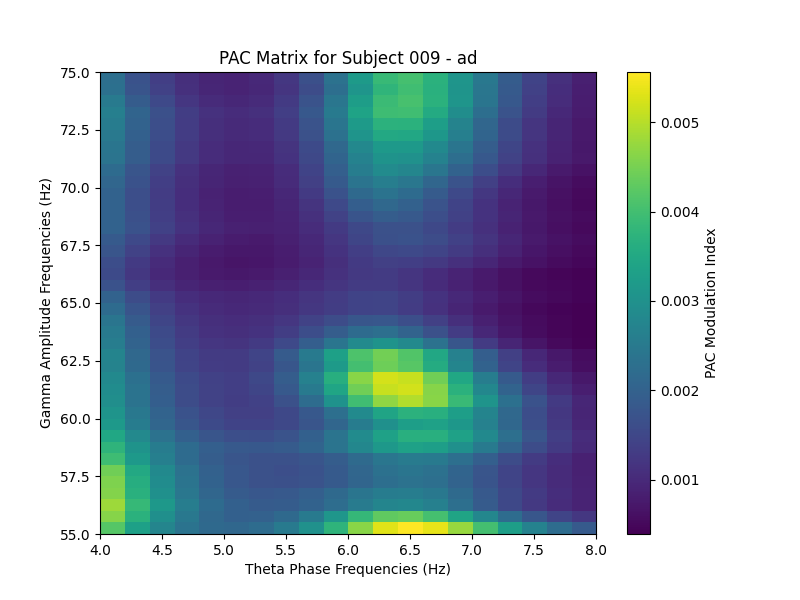 PAC Matrix for Subject 009 - ad
75.0
72.5
70.0
67.5
65.0
62.5
60.0
57.5
55.0
Gamma Amplitude Frequencies (Hz)
4.0 4.5 5.0 5.5 6.0 6.5 7.0 7.5 8.0
Theta Phase Frequencies (Hz)
0.005
0.004
0.003
0.002
0.001
PAC Modulation Index